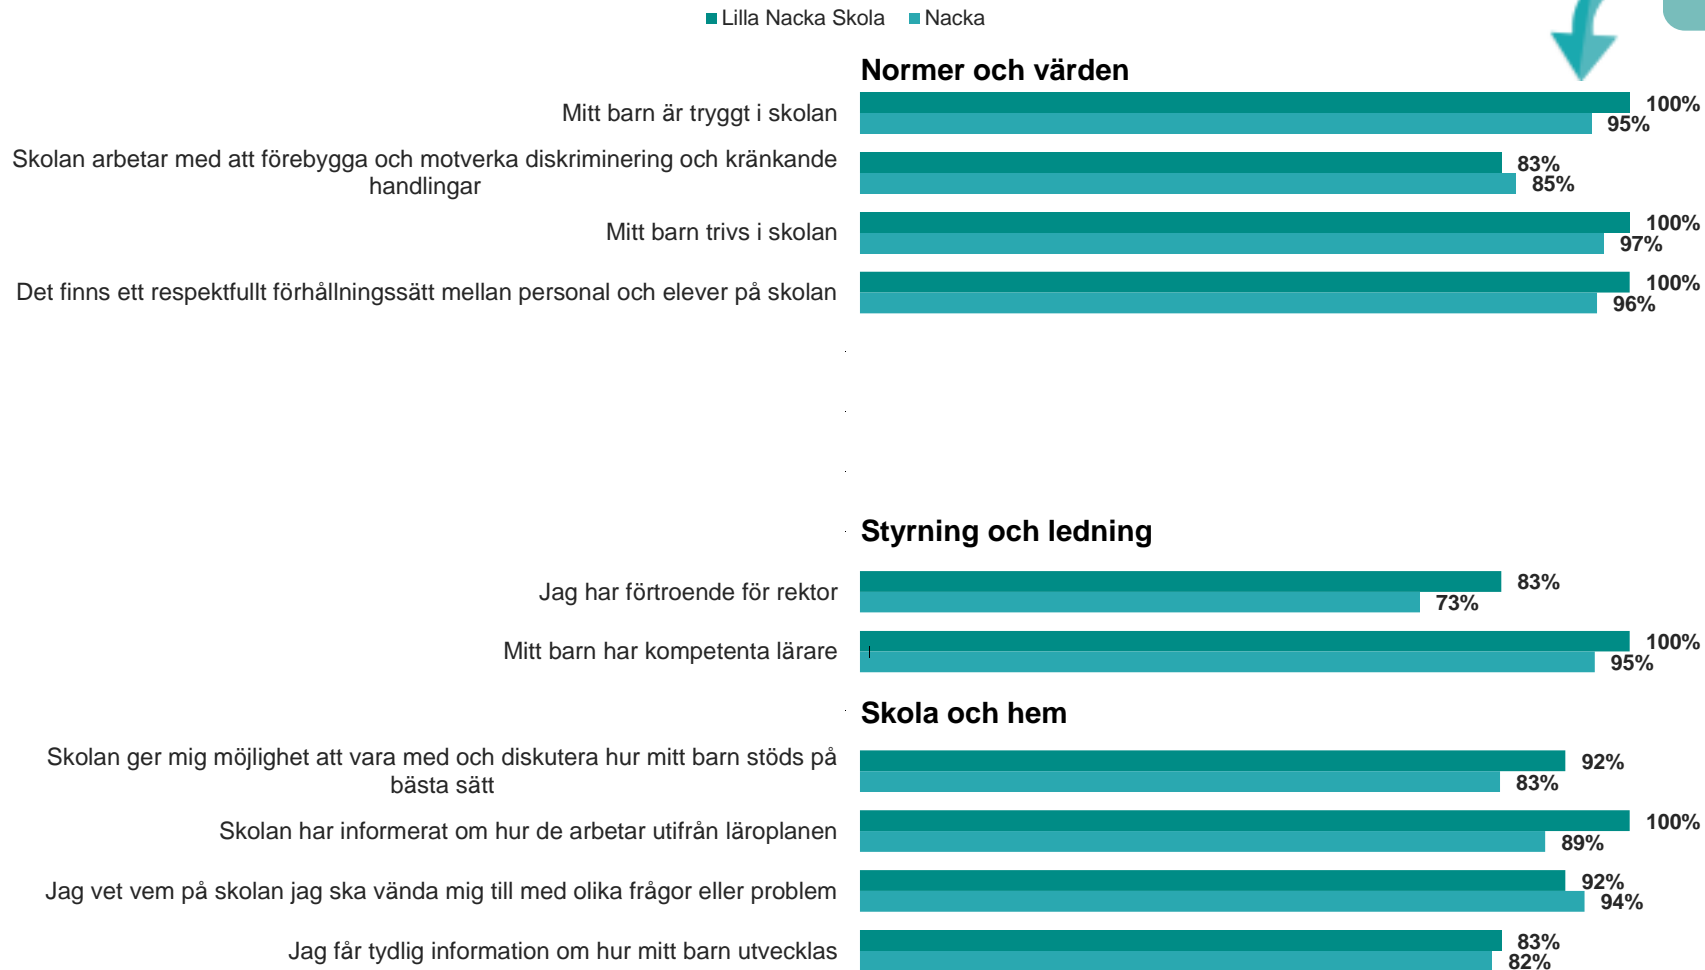 Lilla Nacka Skola Nacka
Normer och värden
Mitt barn är tryggt i skolan
100%
95%
Skolan arbetar med att förebygga och motverka diskriminering och kränkande
handlingar
83%
85%
Mitt barn trivs i skolan
100%
97%
Det finns ett respektfullt förhållningssätt mellan personal och elever på skolan
100%
96%
Styrning och ledning
Jag har förtroende för rektor
83%
73%
Mitt barn har kompetenta lärare
100%
95%
Skola och hem
Skolan ger mig möjlighet att vara med och diskutera hur mitt barn stöds på
bästa sätt
92%
83%
Skolan har informerat om hur de arbetar utifrån läroplanen
100%
89%
Jag vet vem på skolan jag ska vända mig till med olika frågor eller problem
92%
94%
Jag får tydlig information om hur mitt barn utvecklas
83%
82%